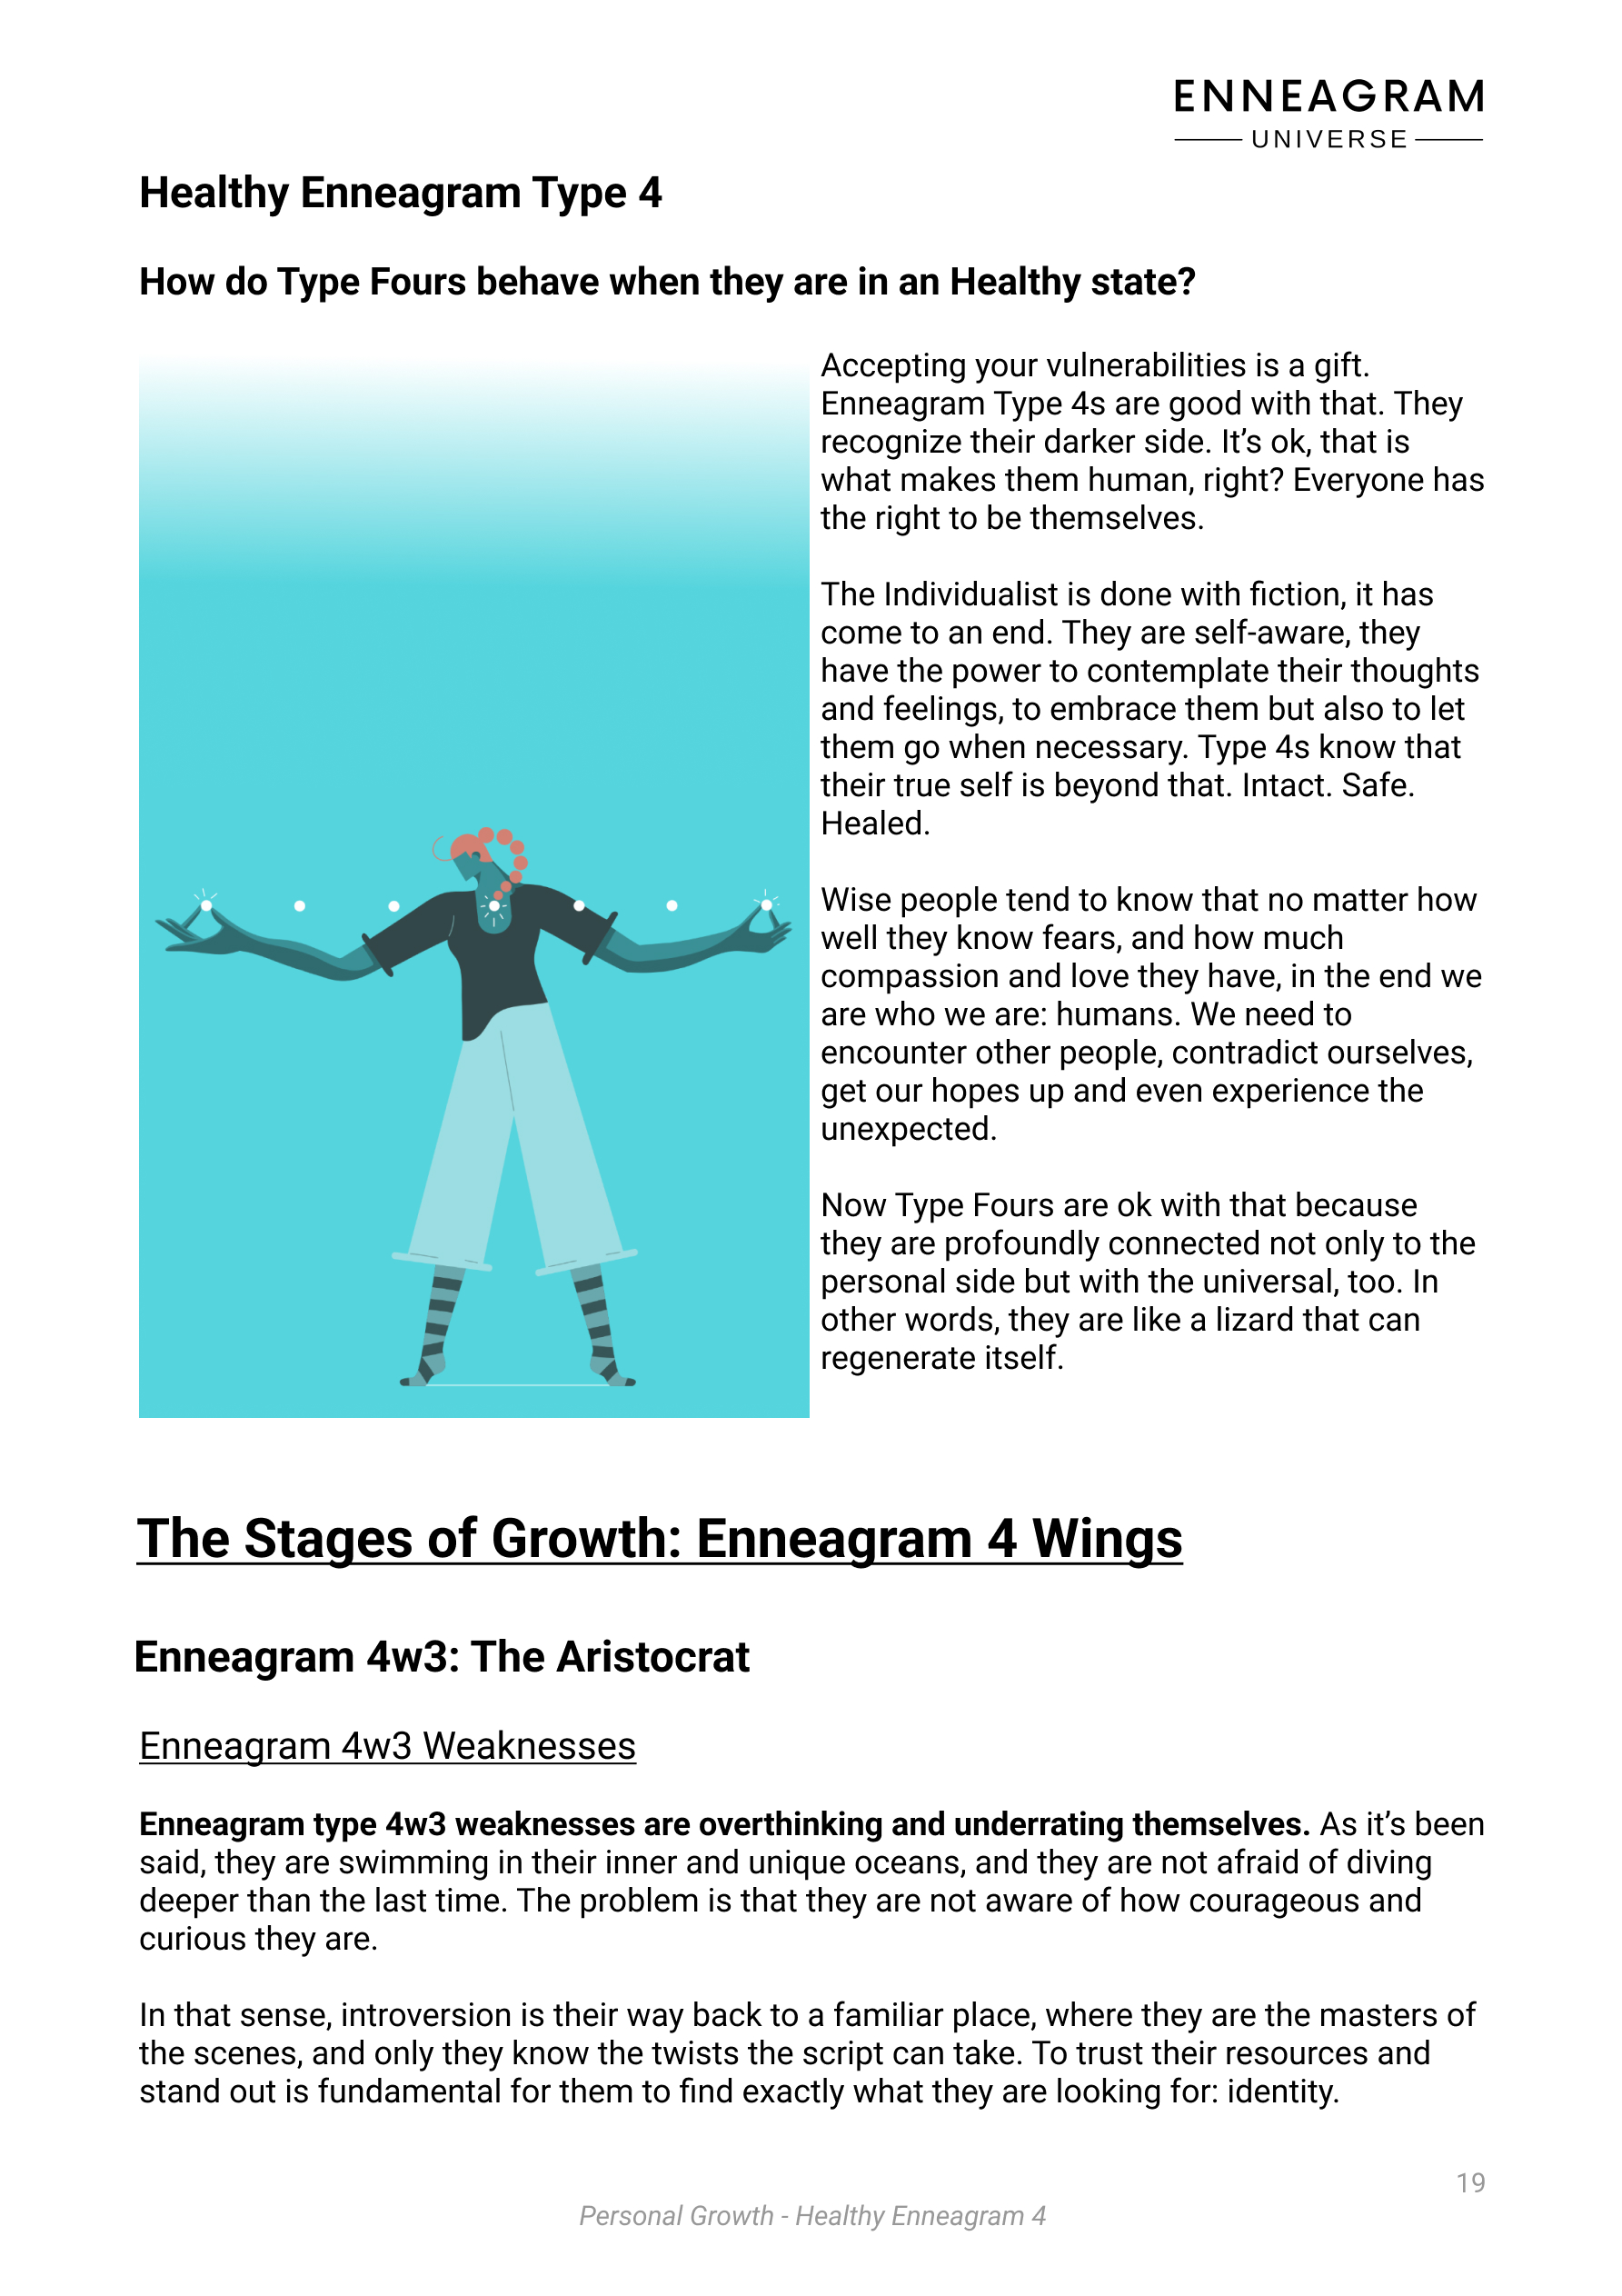 ENNEAGRAM
UNIVERSE
Healthy Enneagram Type 4
How do Type Fours behave when they are in an Healthy state?
Accepting your vulnerabilities is a gift.
Enneagram Type 4s are good with that. They
recognize their darker side. It’s ok, that is
what makes them human, right? Everyone has
the right to be themselves.
The Individualist is done with fiction, it has
come to an end. They are self-aware, they
have the power to contemplate their thoughts
and feelings, to embrace them but also to let
them go when necessary. Type 4s know that
their true self is beyond that. Intact. Safe.
Healed.
Wise people tend to know that no matter how
well they know fears, and how much
compassion and love they have, in the end we
are who we are: humans. We need to
encounter other people, contradict ourselves,
get our hopes up and even experience the
unexpected.
Now Type Fours are ok with that because
they are profoundly connected not only to the
personal side but with the universal, too. In
other words, they are like a lizard that can
regenerate itself.
The Stages of Growth: Enneagram 4 Wings
Enneagram 4w3: The Aristocrat
Enneagram 4w3 Weaknesses
Enneagram type 4w3 weaknesses are overthinking and underrating themselves. As it’s been
said, they are swimming in their inner and unique oceans, and they are not afraid of diving
deeper than the last time. The problem is that they are not aware of how courageous and
curious they are.
In that sense, introversion is their way back to a familiar place, where they are the masters of
the scenes, and only they know the twists the script can take. To trust their resources and
stand out is fundamental for them to find exactly what they are looking for: identity.
19
Personal Growth - Healthy Enneagram 4